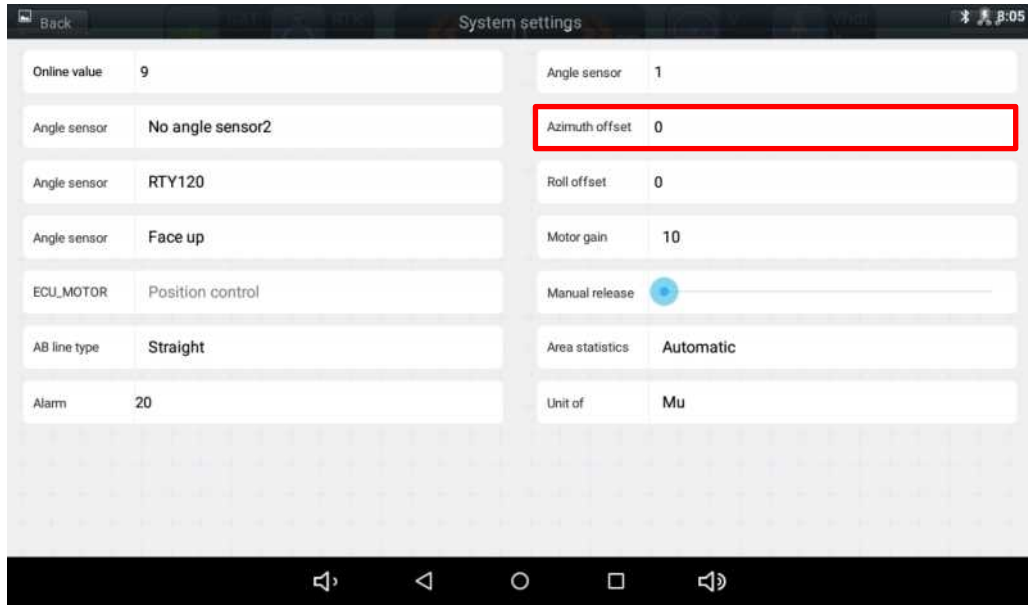 Back
System settings
8:05
Online value 9
Angle sensor 1
Angle sensor No angle sensor2
Azimuth offset 0
Angle sensor RTY120
Roll offset 0
Angle sensor Face up
Motor gain 10
ECU_MOTOR Position control
Manual release
AB line type Straight
Area statistics Automatic
Alarm 20
Unit of Mu